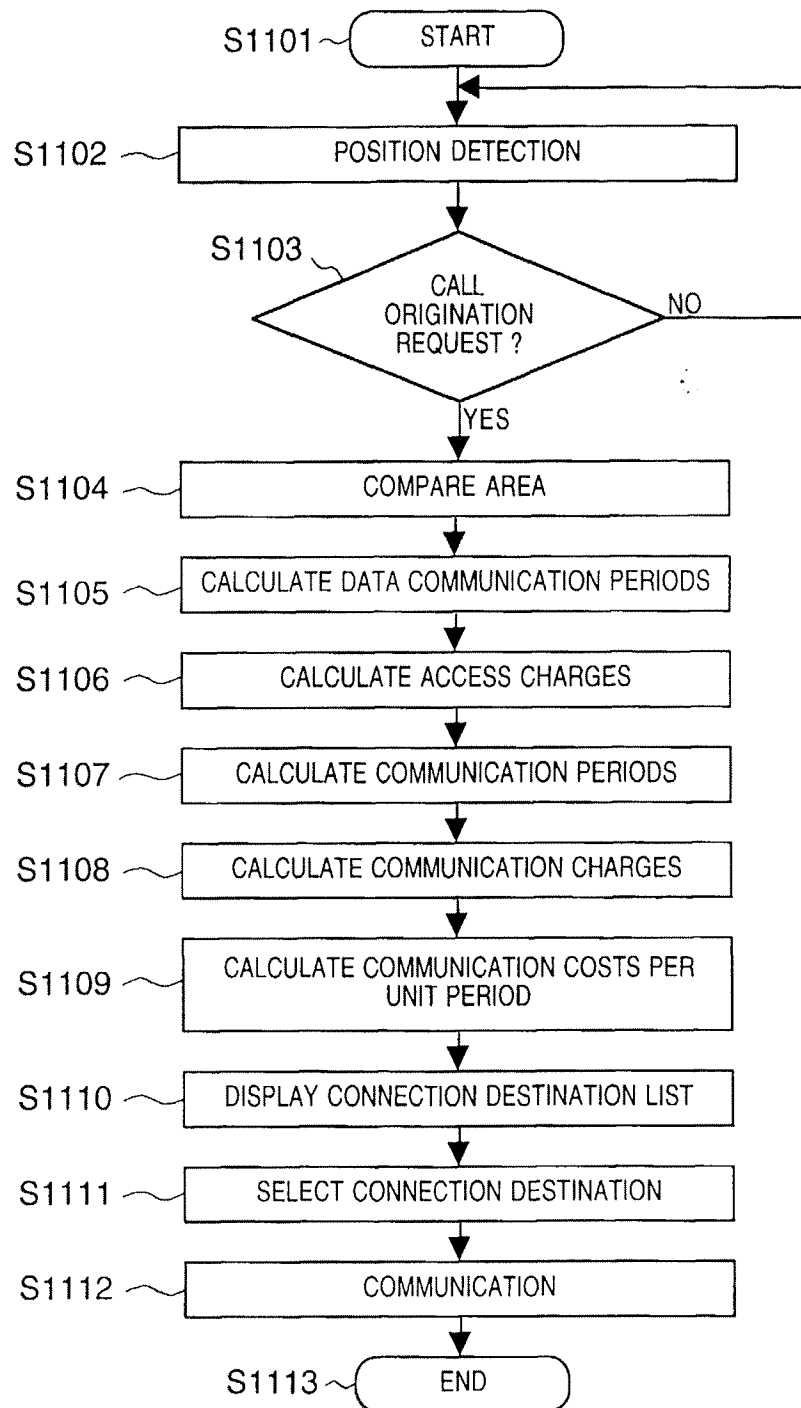 S1101
START
S1102
POSITION DETECTION
S1103
CALL
ORIGINATION
REQUEST ?
NO
YES
S1104
COMPARE AREA
S1105
CALCULATE DATA COMMUNICATION PERIODS
S1106
CALCULATE ACCESS CHARGES
S1107
CALCULATE COMMUNICATION PERIODS
S1108
CALCULATE COMMUNICATION CHARGES
S1109
CALCULATE COMMUNICATION COSTS PER
UNIT PERIOD
S1110
DISPLAY CONNECTION DESTINATION LIST
S1111
SELECT CONNECTION DESTINATION
S1112
COMMUNICATION
S1113
END